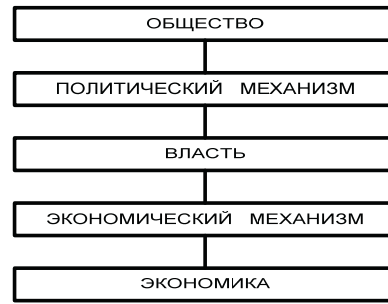 ОБЩЕСТВО
ПОЛИТИЧЕСКИЙ МЕХАНИЗМ
ВЛАСТЬ
ЭКОНОМИЧЕСКИЙ МЕХАНИЗМ
ЭКОНОМИКА